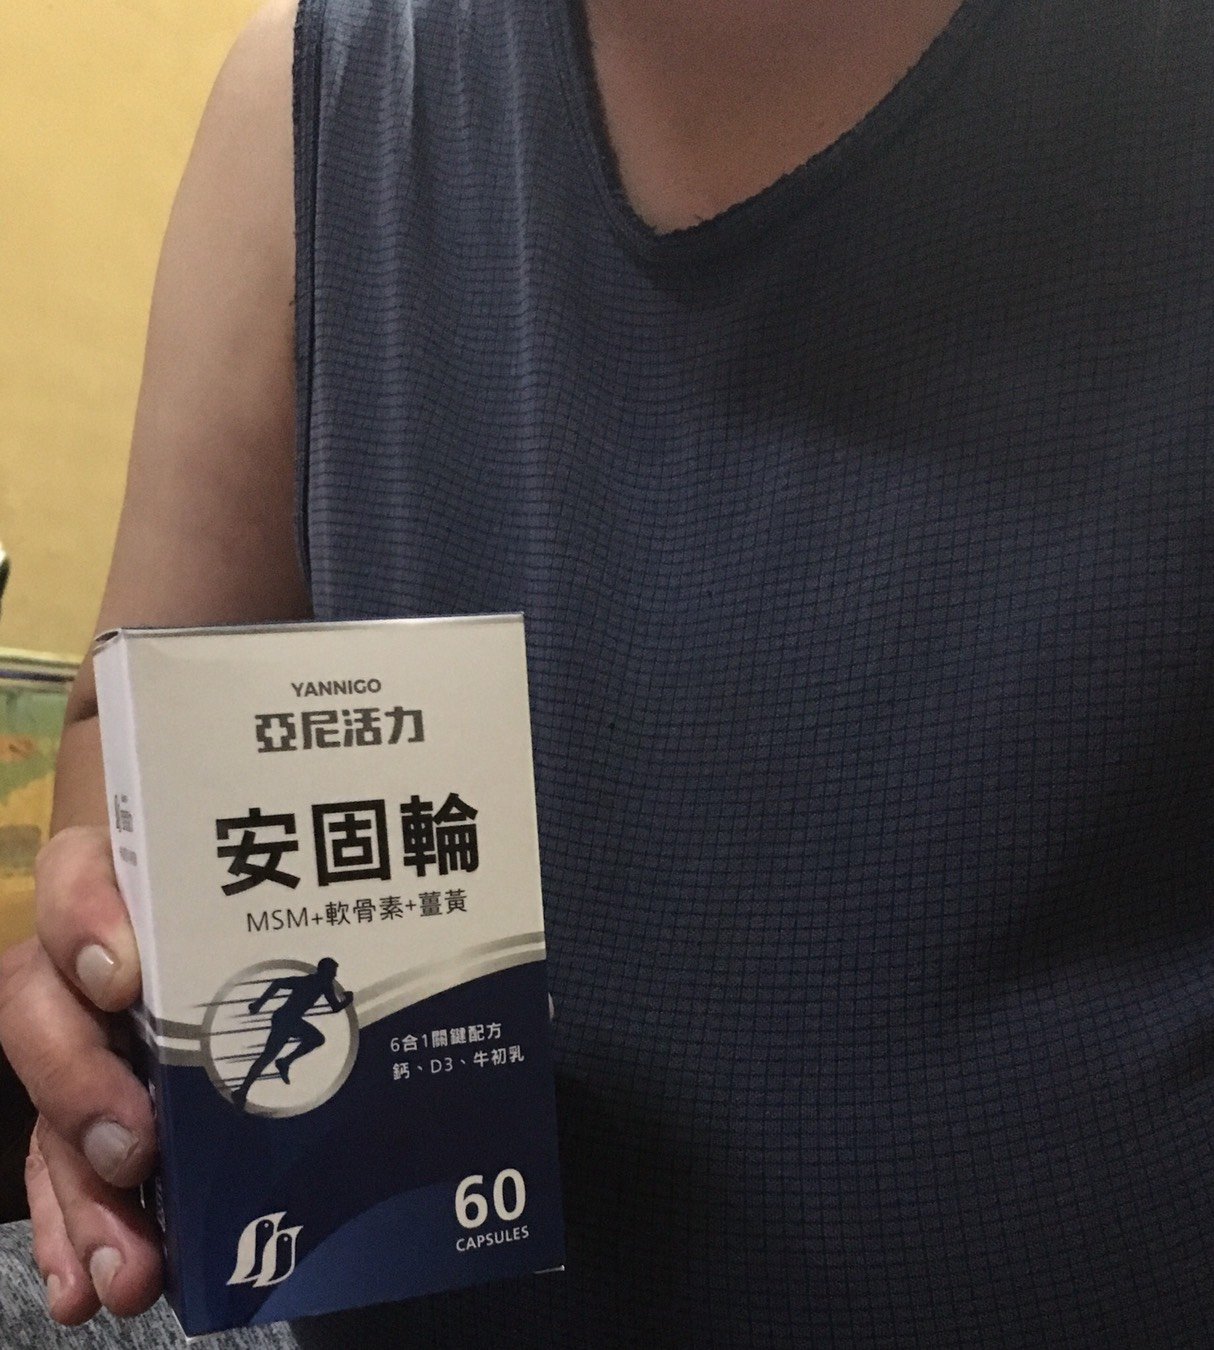 YANNIGO
亞尼活力
安固輪
MSM+軟骨素+薑黃
6合1關鍵配方
鈣、D3、牛初乳
60
CAPSULES